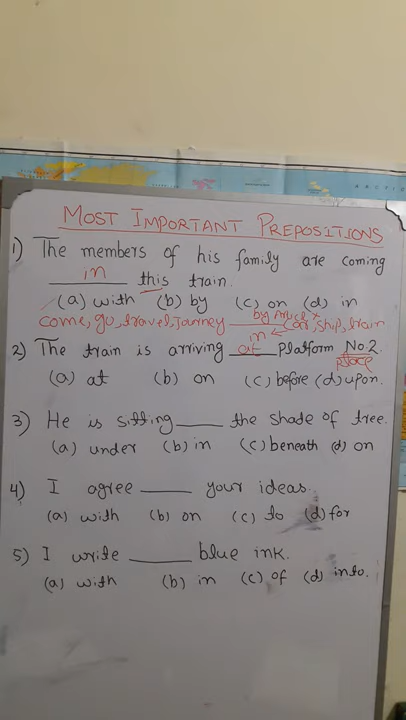 MOST IMPORTANT PREPOSITIONS
1) The members of his family are coming
in this train.
(a) with (b) by (c) on (d) in
by Article x
come, go, travel, Journey ____ car, ship, train
in
2) The train is arriving at platform No.2.
place
(a) at (b) on (c) before (d) upon.
3) He is sitting ____ the shade of tree.
(a) under (b) in (c) beneath (d) on
4) I agree ____ your ideas.
(a) with (b) on (c) to (d) for
5) I write ____ blue ink.
(a) with (b) in (c) of (d) into.